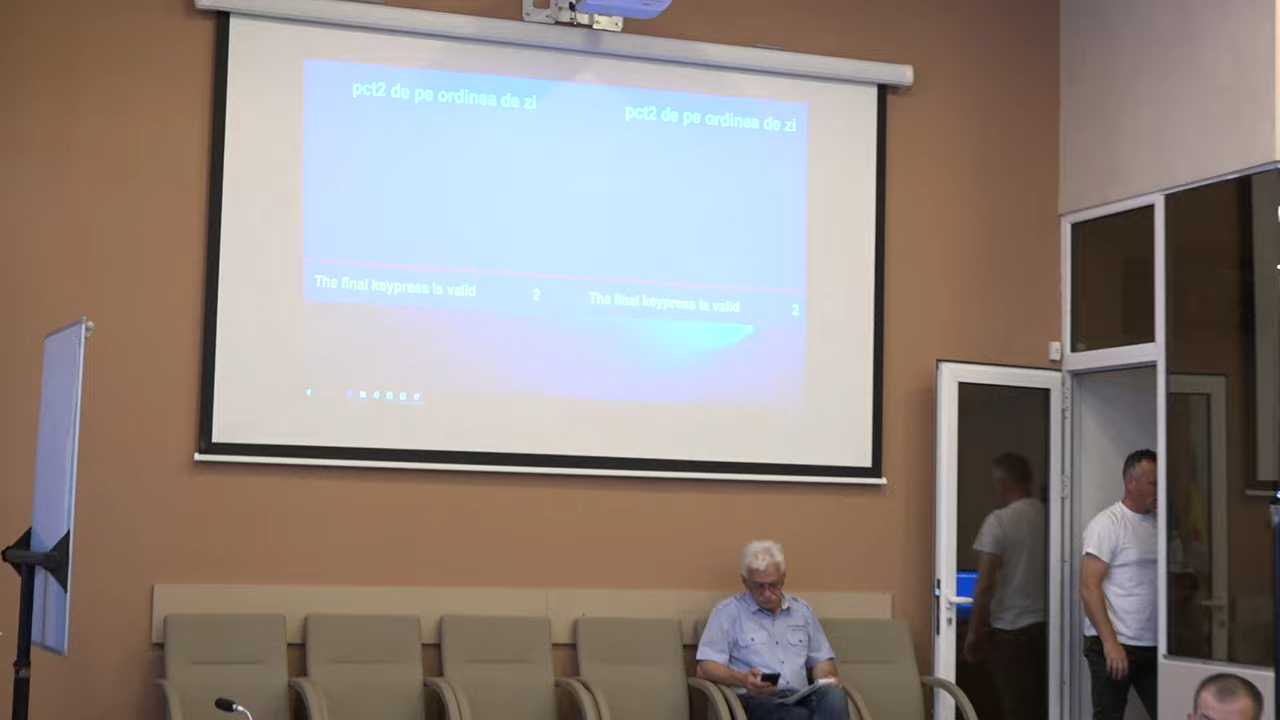 pct2 de pe ordinea de zi
pct2 de pe ordinea de zi
The final keypress is valid 2
The final keypress is valid 2